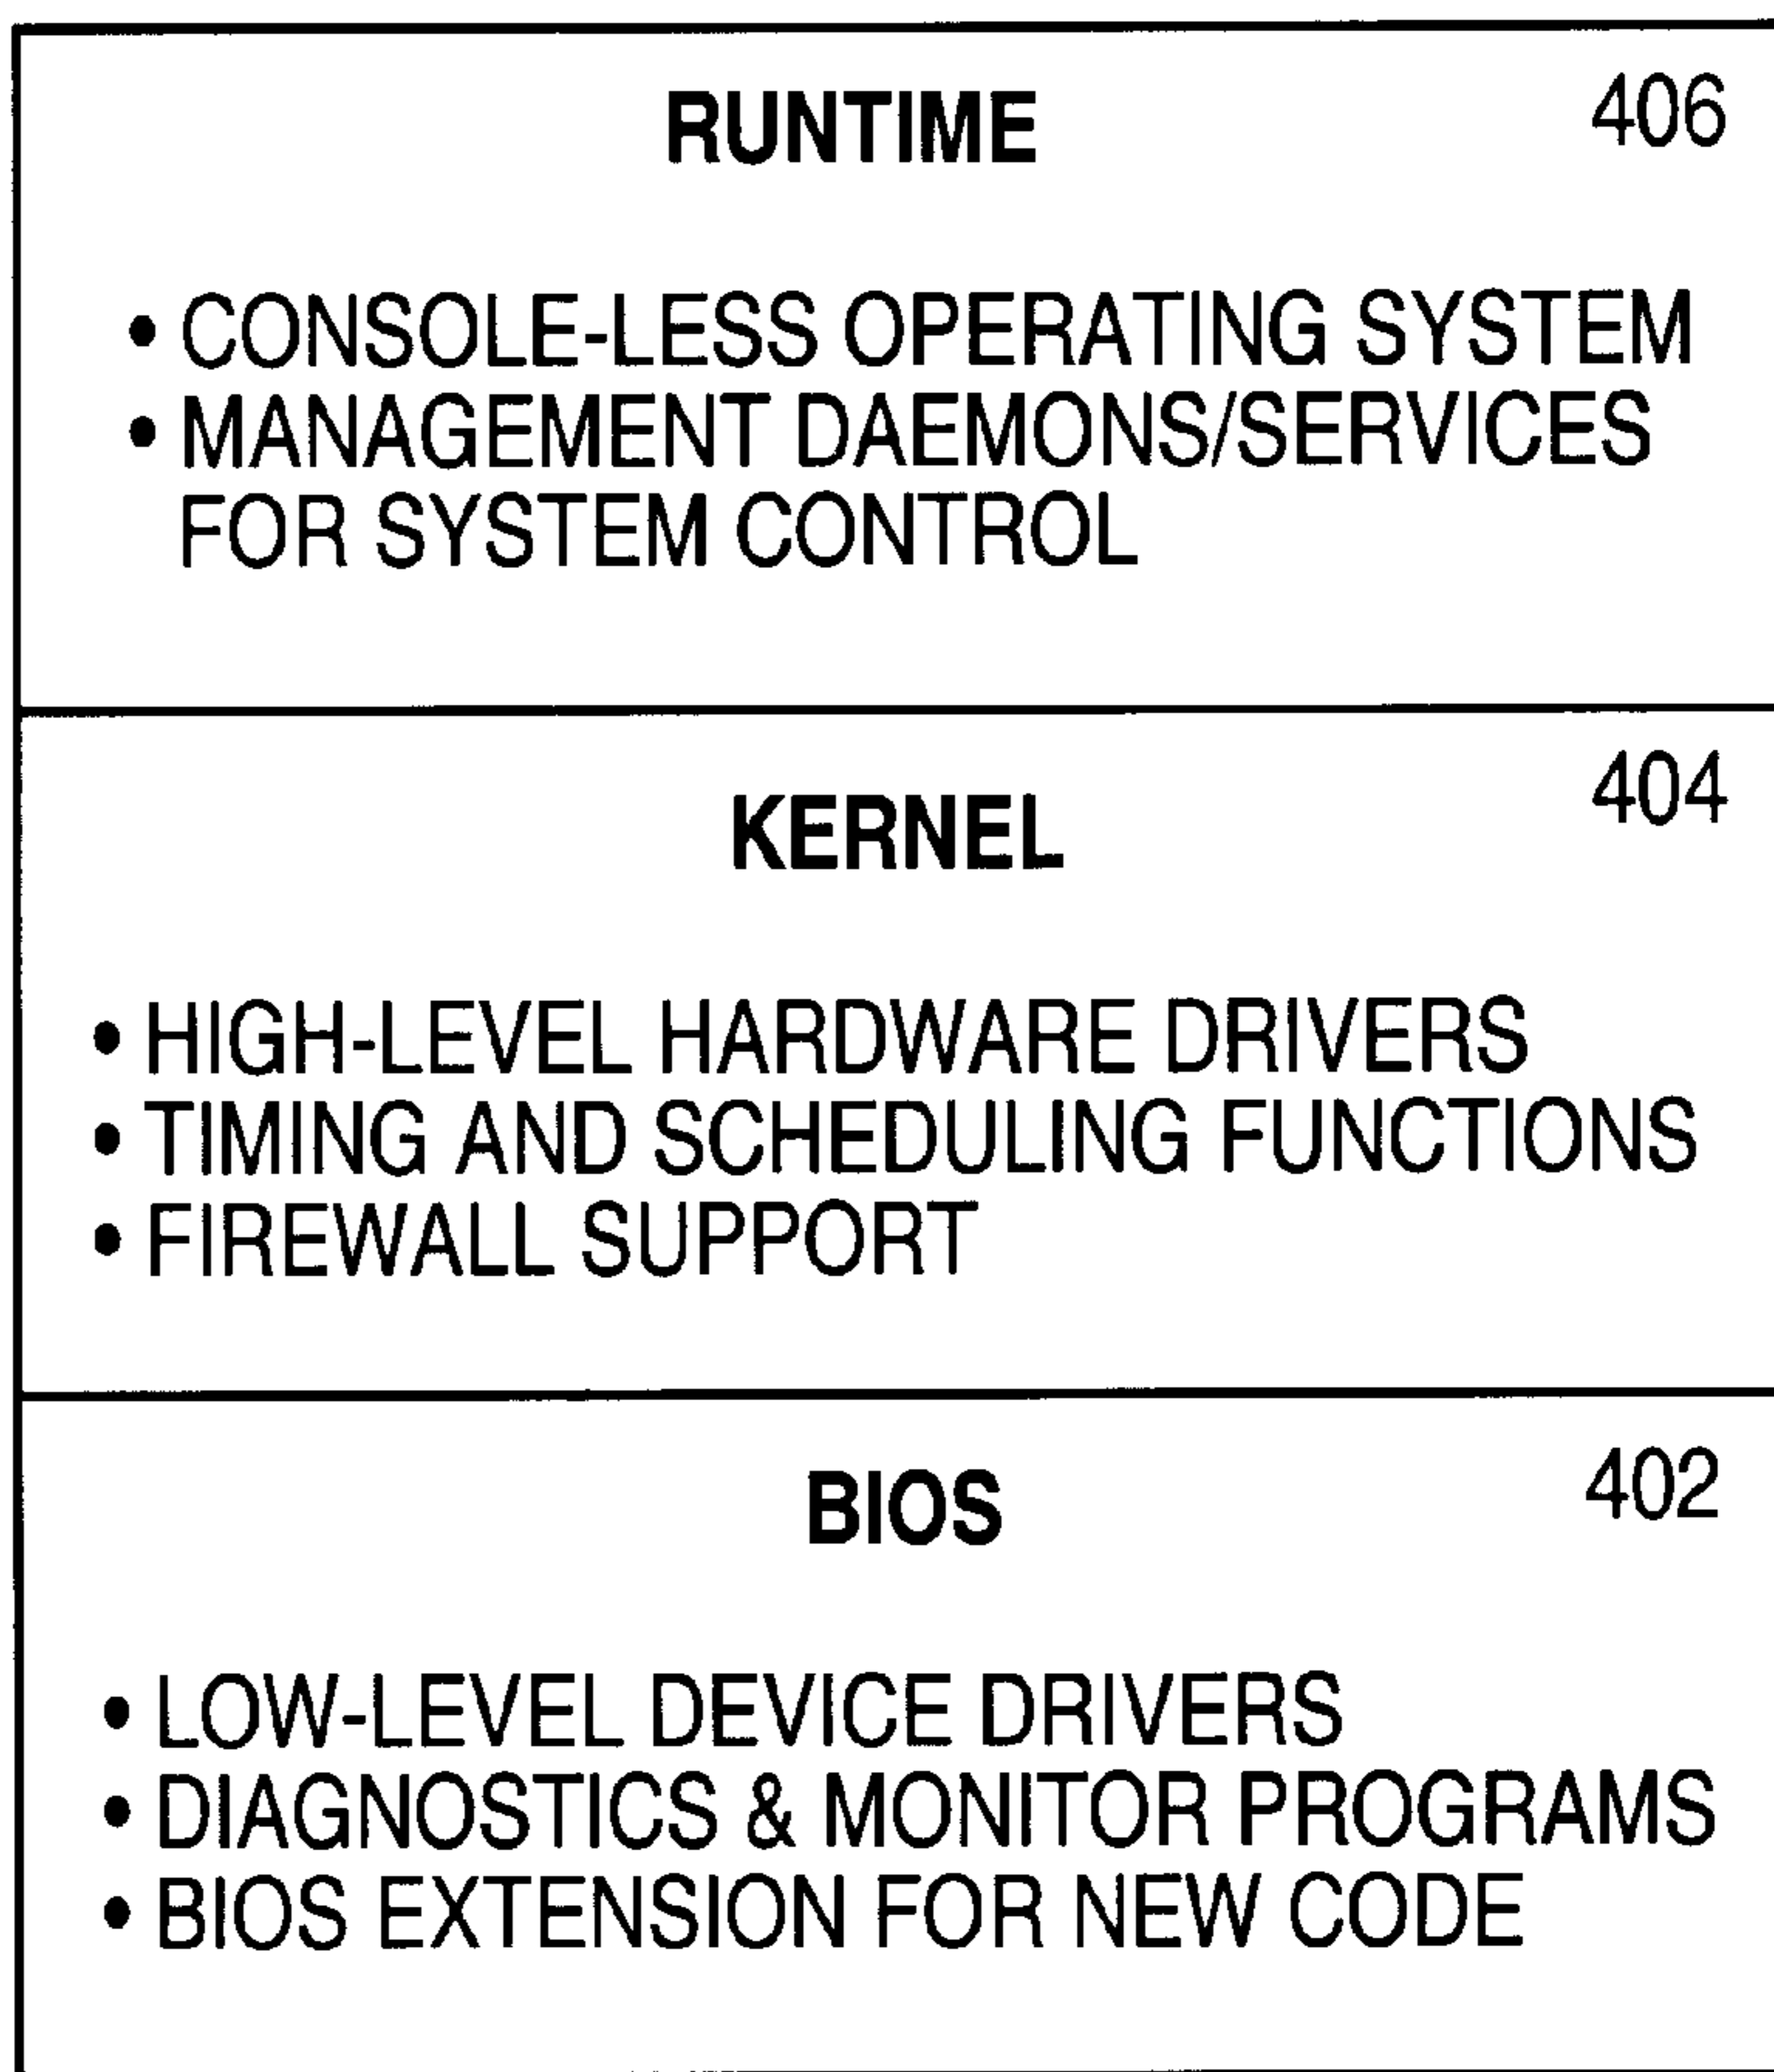 RUNTIME 406
• CONSOLE-LESS OPERATING SYSTEM
• MANAGEMENT DAEMONS/SERVICES
FOR SYSTEM CONTROL
KERNEL 404
• HIGH-LEVEL HARDWARE DRIVERS
• TIMING AND SCHEDULING FUNCTIONS
• FIREWALL SUPPORT
BIOS 402
• LOW-LEVEL DEVICE DRIVERS
• DIAGNOSTICS & MONITOR PROGRAMS
• BIOS EXTENSION FOR NEW CODE